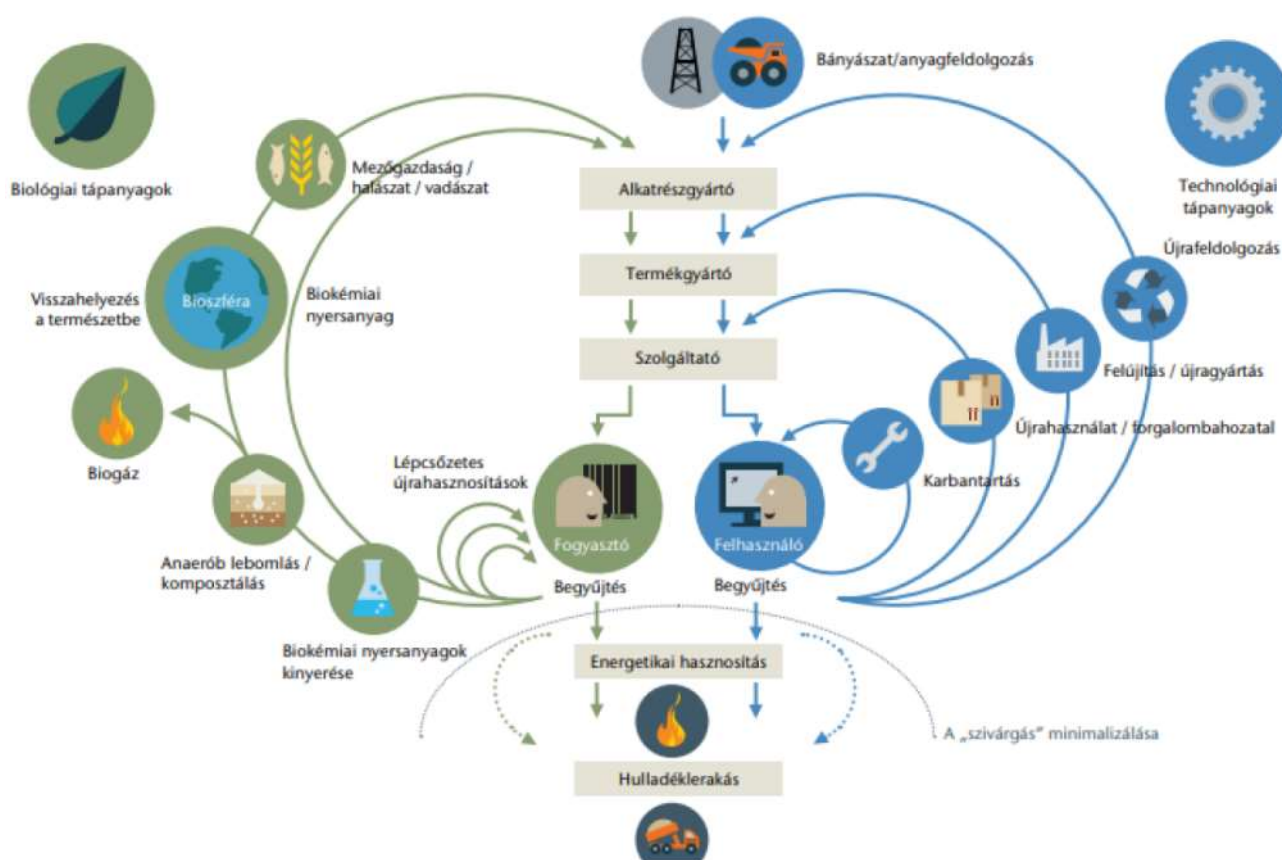 Bányászat/anyagfeldolgozás
Biológiai tápanyagok
Mezőgazdaság /
halászat / vadászat
Alkatrészgyártó
Technológiai
tápanyagok
Újrafeldolgozás
Visszahelyezés
a természetbe
Bioszféra
Biokémiai
nyersanyag
Termékgyártó
Szolgáltató
Felújítás / újragyártás
Újrahasználat / forgalombahozatal
Karbantartás
Biogáz
Lépcsőzetes
újrahasznosítások
Fogyasztó
Felhasználó
Anaerób lebomlás /
komposztálás
Begyűjtés
Begyűjtés
Biokémiai nyersanyagok
kinyerése
Energetikai hasznosítás
A „szivárgás” minimalizálása
Hulladéklerakás